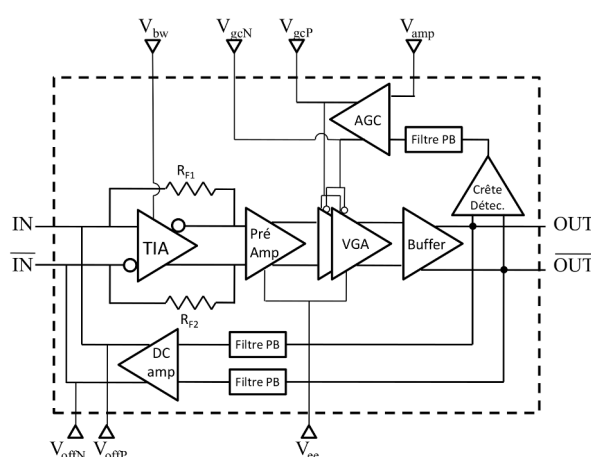 V_bw V_gcN V_gcP V_amp
AGC
Filtre PB
R_F1
Crête
Détec.
IN
OUT
TIA
Pré
Amp
VGA
Buffer
IN
OUT
R_F2
Filtre PB
DC
amp
Filtre PB
V_offN V_offP V_ee